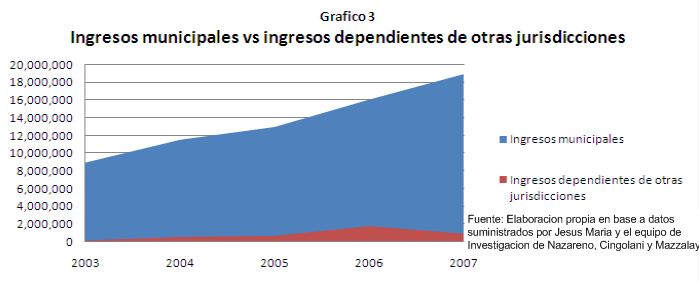 Grafico 3
Ingresos municipales vs ingresos dependientes de otras jurisdicciones
20,000,000
18,000,000
16,000,000
14,000,000
12,000,000
10,000,000
8,000,000
6,000,000
4,000,000
2,000,000
0
2003
2004
2005
2006
2007
Ingresos municipales
Ingresos dependientes de otras
jurisdicciones
Fuente: Elaboracion propia en base a datos
suministrados por Jesus Maria y el equipo de
Investigacion de Nazareno, Cingolani y Mazzalay